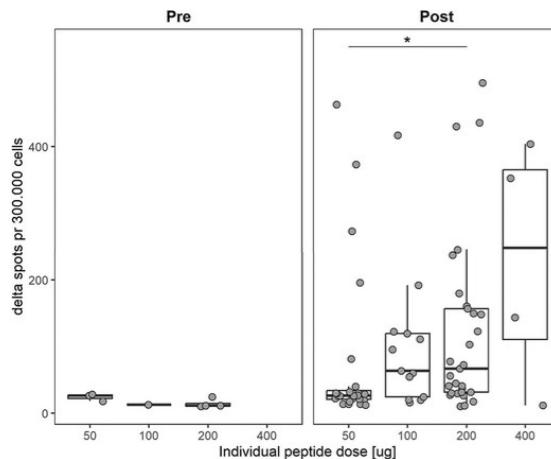 Pre
Post
*
delta spots pr 300.000 cells
400
200
0
50 100 200 400
50 100 200 400
Individual peptide dose [ug]